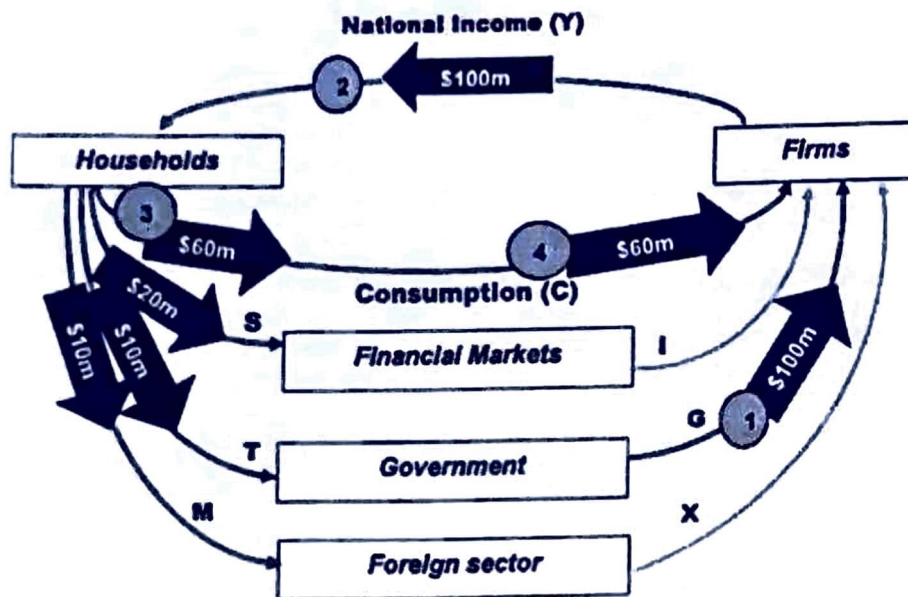 National Income (Y)
2
$100m
Households
Firms
3
$60m
4
$60m
Consumption (C)
$20m
S
Financial Markets
I
$10m
$10m
$100m
G
1
T
Government
M
X
Foreign sector